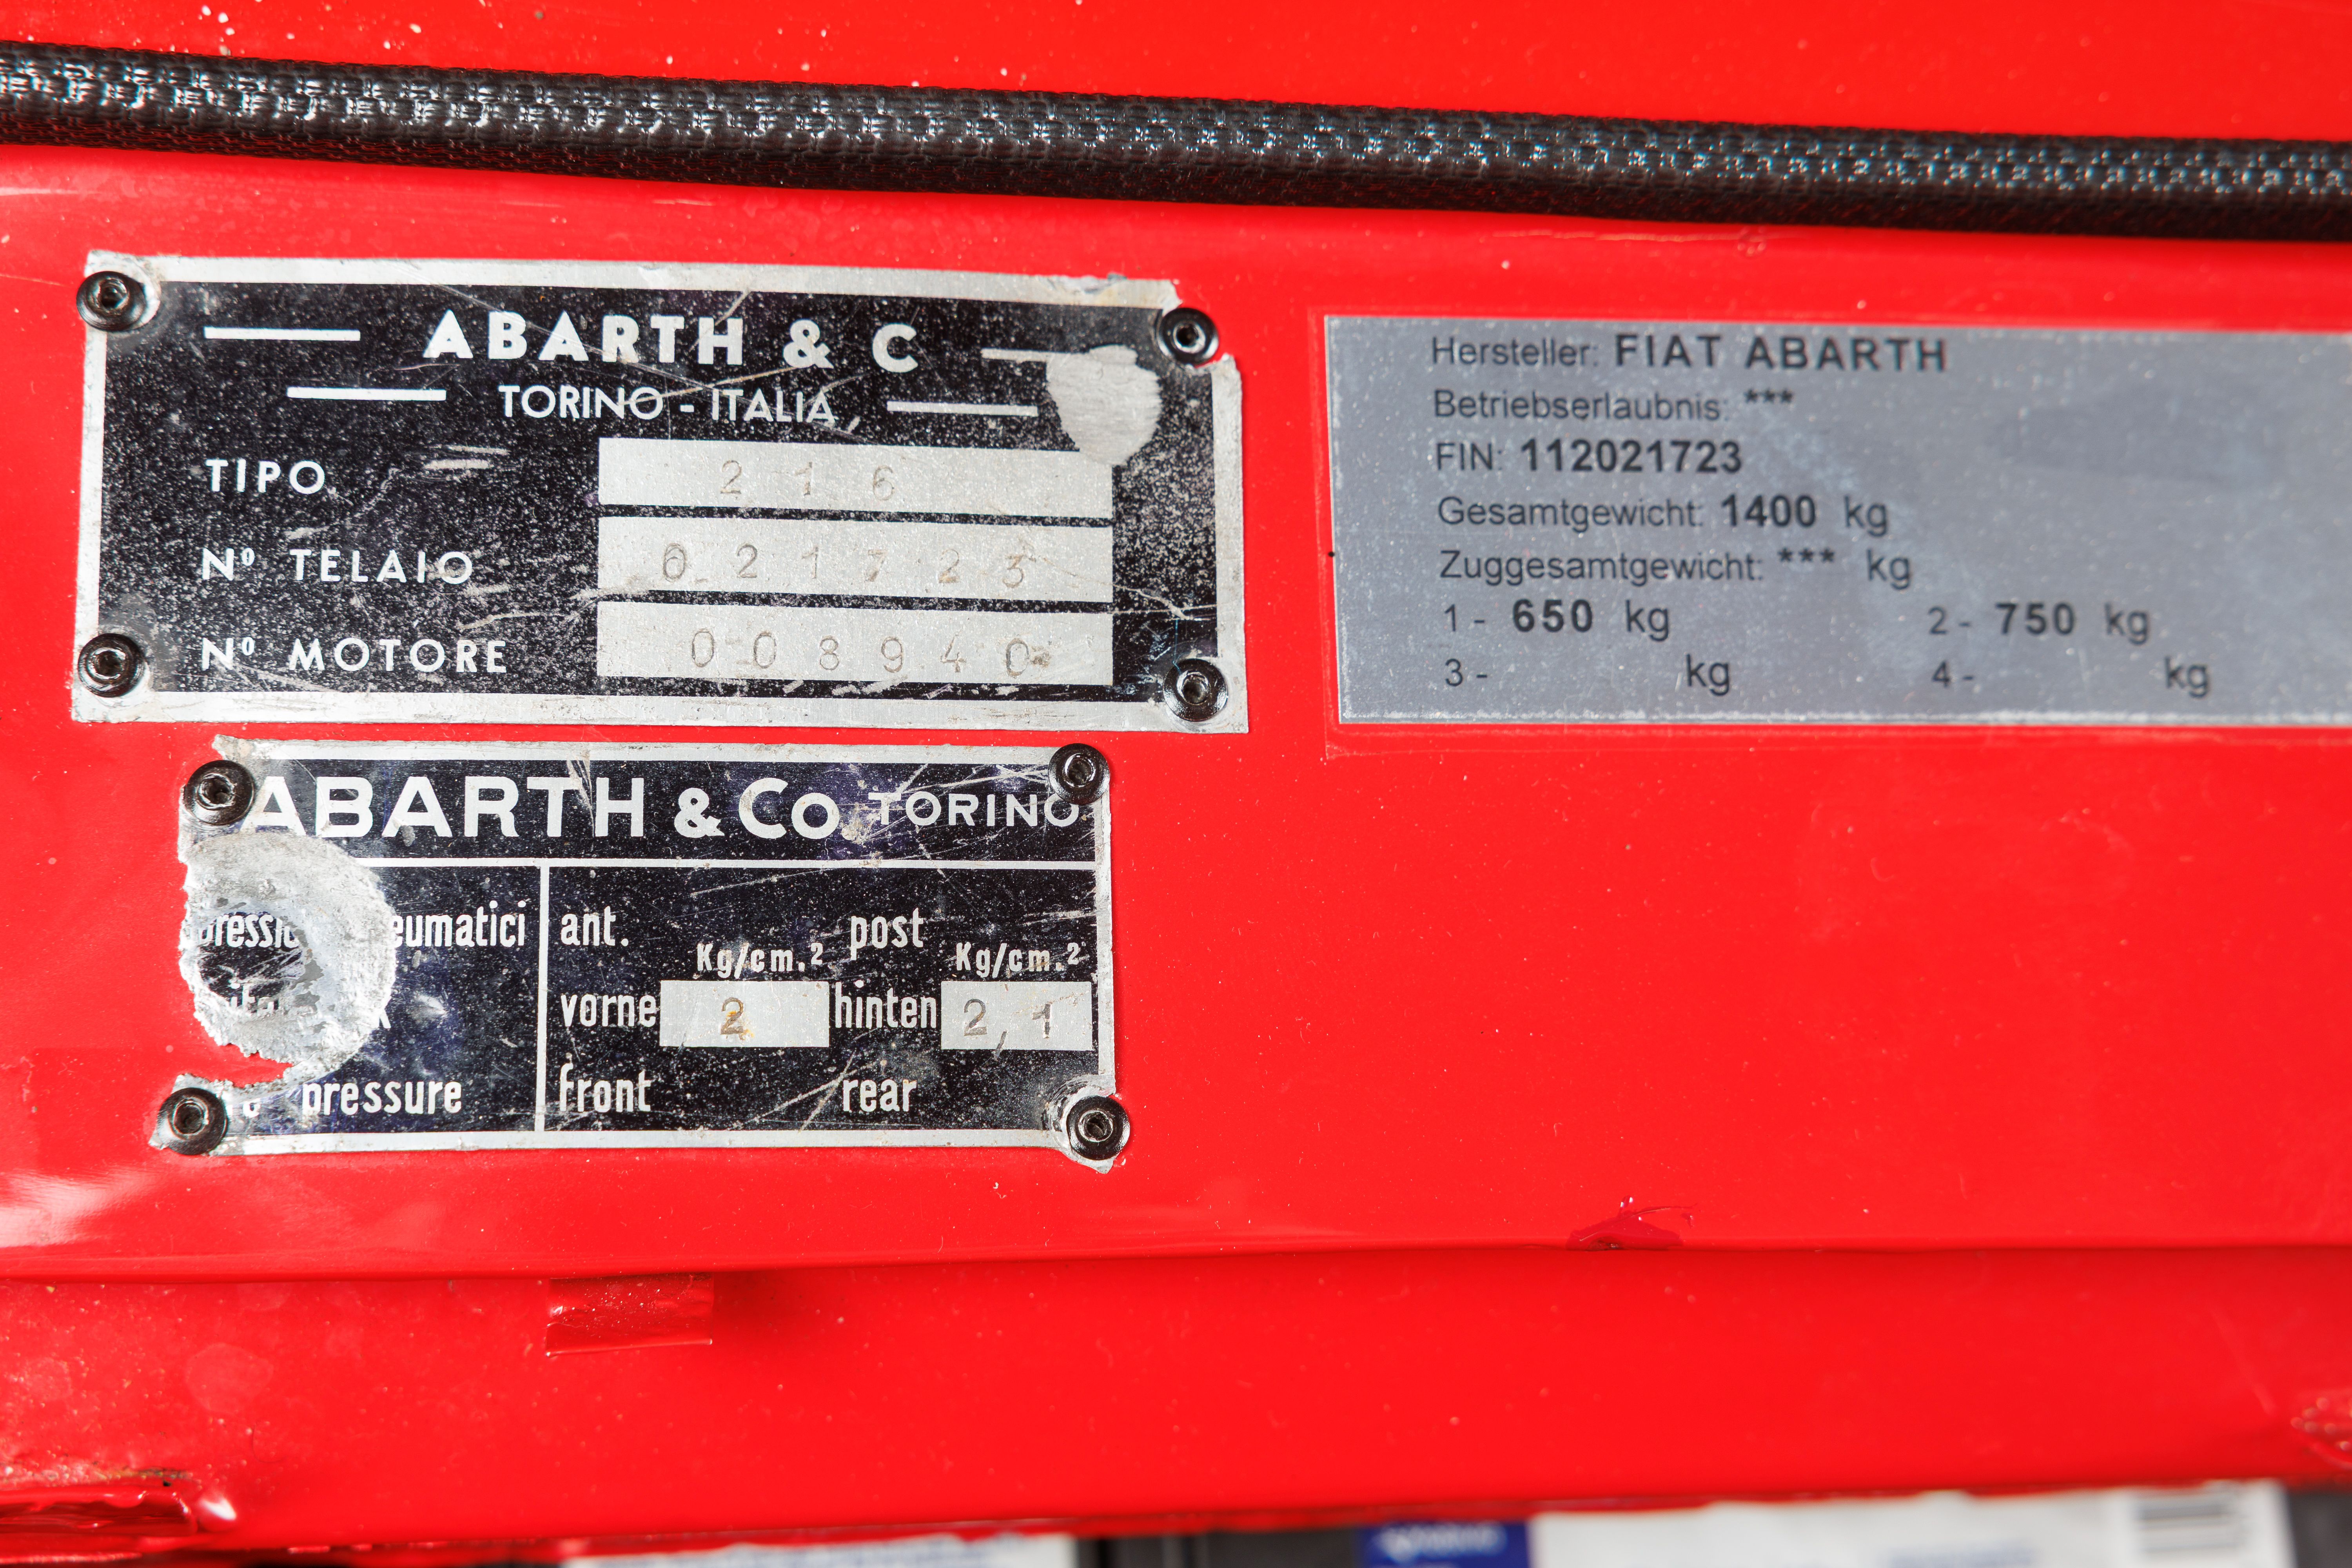 ABARTH & C
TORINO - ITALIA
TIPO 216
Nº TELAIO 021723
Nº MOTORE 008940
Hersteller: FIAT ABARTH
Betriebserlaubnis: ***
FIN: 112021723
Gesamtgewicht: 1400 kg
Zuggesamtgewicht: *** kg
1 - 650 kg 2 - 750 kg
3 - kg 4 - kg
ABARTH & Co TORINO
ant. post
Kg/cm.² Kg/cm.²
vorne 2 hinten 2,1
pressure front rear